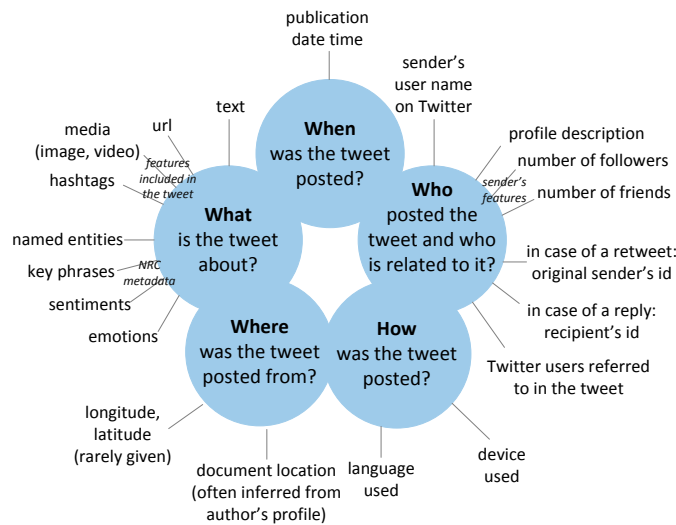 publication
date time
When
was the tweet
posted?
sender's
user name
on Twitter
profile description
number of followers
sender's
features
number of friends
Who
posted the
tweet and who
is related to it?
in case of a retweet:
original sender's id
in case of a reply:
recipient's id
Twitter users referred
to in the tweet
How
was the tweet
posted?
device
used
language
used
Where
was the tweet
posted from?
document location
(often inferred from
author's profile)
longitude,
latitude
(rarely given)
What
is the tweet
about?
text
url
media
(image, video)
features
included in
the tweet
hashtags
named entities
key phrases
NRC
metadata
sentiments
emotions